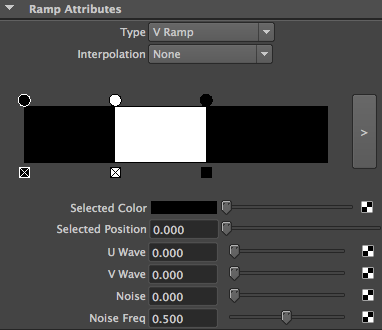 Ramp Attributes
Type V Ramp
Interpolation None
>
Selected Color
Selected Position 0.000
U Wave 0.000
V Wave 0.000
Noise 0.000
Noise Freq 0.500